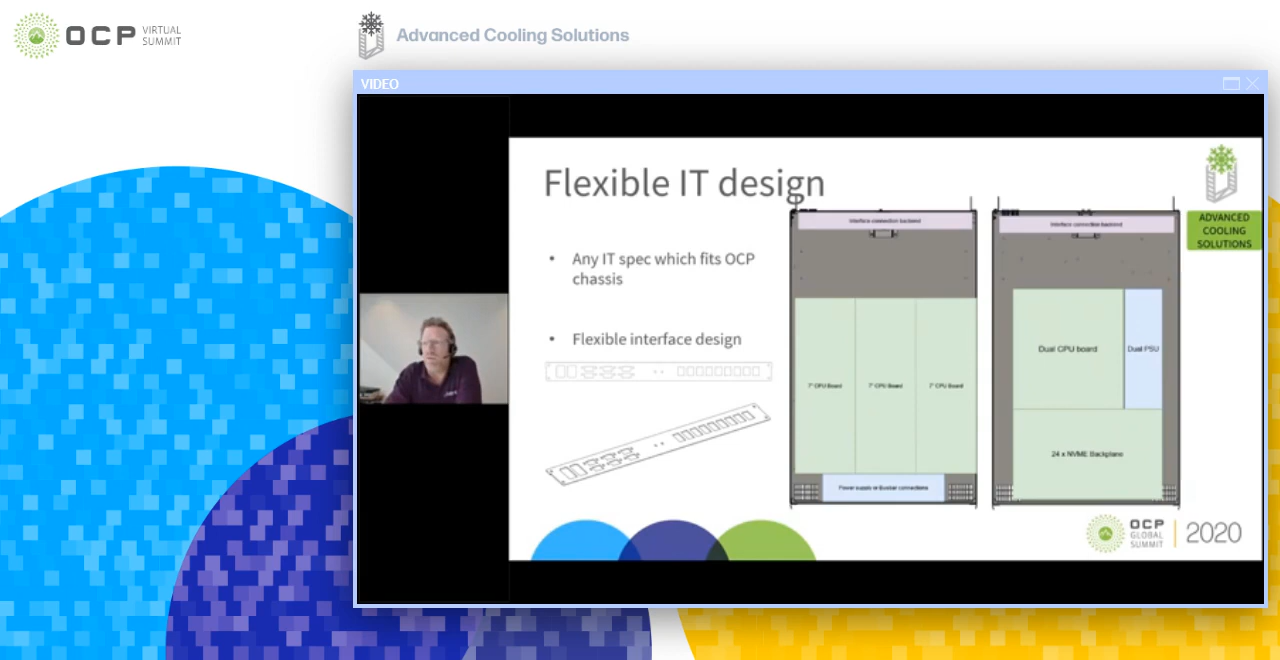 OCP VIRTUAL
SUMMIT
Advanced Cooling Solutions
VIDEO
Flexible IT design
• Any IT spec which fits OCP
chassis
• Flexible interface design
Interface connection backend
7" CPU Board
7" CPU Board
7" CPU Board
Power supply or Busbar connections
Interface connection backend
Dual CPU board
Dual PSU
24 x NVME Backplane
ADVANCED
COOLING
SOLUTIONS
OCP
GLOBAL
SUMMIT
2020